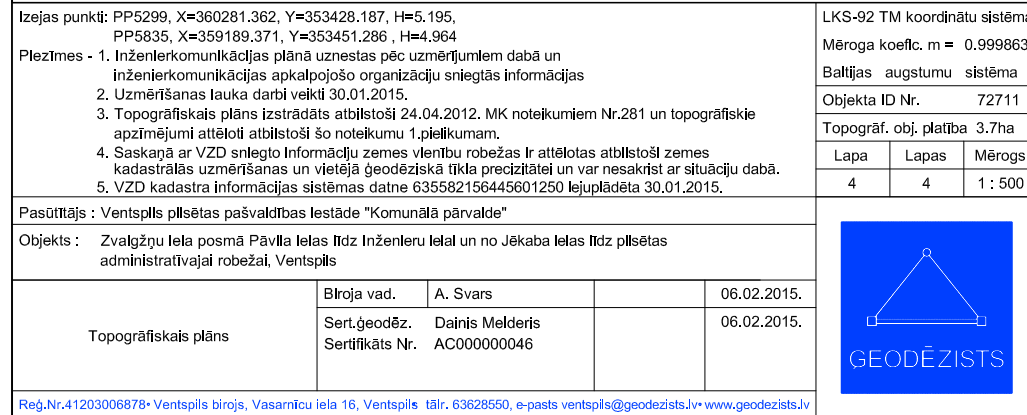 Izejas punkti: PP5299, X=360281.362, Y=353428.187, H=5.195,
PP5835, X=359189.371, Y=353451.286 , H=4.964
Piezīmes - 1. Inženierkomunikācijas plānā uznestas pēc uzmērījumiem dabā un
inženierkomunikācijas apkalpojošo organizāciju sniegtās informācijas
2. Uzmērīšanas lauka darbi veikti 30.01.2015.
3. Topogrāfiskais plāns izstrādāts atbilstoši 24.04.2012. MK noteikumiem Nr.281 un topogrāfiskie
apzīmējumi attēloti atbilstoši šo noteikumu 1.pielikumam.
4. Saskaņā ar VZD sniegto informāciju zemes vienību robežas ir attēlotas atbilstoši zemes
kadastrālās uzmērīšanas un vietējā ģeodēziskā tīkla precizitātei un var nesakrist ar situāciju dabā.
5. VZD kadastra informācijas sistēmas datne 635582156445601250 lejuplādēta 30.01.2015.
LKS-92 TM koordinātu sistēma
Mēroga koefic. m = 0.999863
Baltijas augstumu sistēma
Objekta ID Nr. 72711
Topogrāf. obj. platība 3.7ha
Lapa Lapas Mērogs
4 4 1 : 500
Pasūtītājs : Ventspils pilsētas pašvaldības iestāde "Komunālā pārvalde"
Objekts : Zvaigžņu iela posmā Pāvila ielas līdz Inženieru ielai un no Jēkaba ielas līdz pilsētas
administratīvajai robežai, Ventspils
Topogrāfiskais plāns
Biroja vad. A. Svars 06.02.2015.
Sert.ģeodēz. Dainis Melderis 06.02.2015.
Sertifikāts Nr. AC000000046
ĢEODĒZISTS
Reģ.Nr.41203006878• Ventspils birojs, Vasarnīcu iela 16, Ventspils tālr. 63628550, e-pasts ventspils@geodezists.lv• www.geodezists.lv